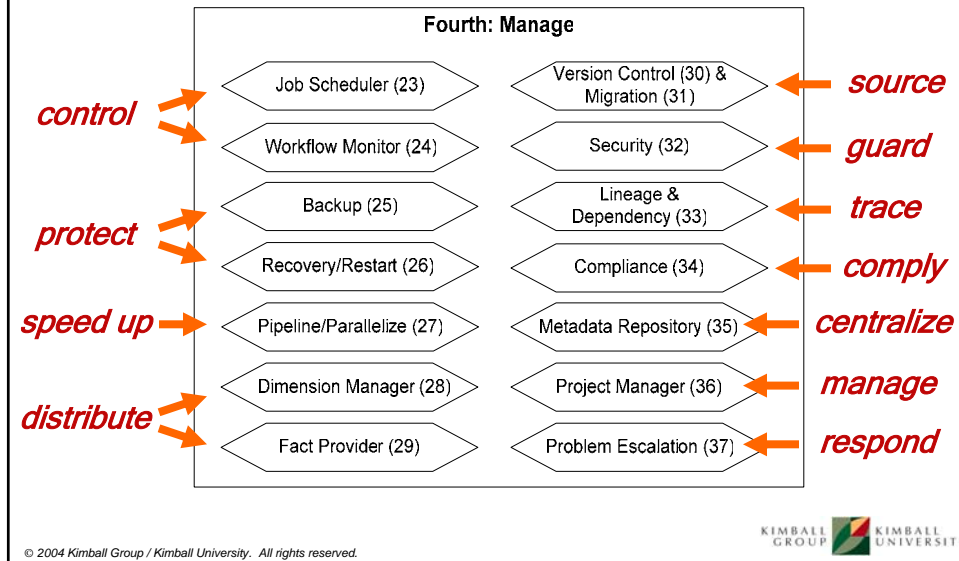 Fourth: Manage
control
Job Scheduler (23)
Workflow Monitor (24)
protect
Backup (25)
Recovery/Restart (26)
speed up
Pipeline/Parallelize (27)
distribute
Dimension Manager (28)
Fact Provider (29)
Version Control (30) &
Migration (31)
source
Security (32)
guard
Lineage &
Dependency (33)
trace
Compliance (34)
comply
Metadata Repository (35)
centralize
Project Manager (36)
manage
Problem Escalation (37)
respond
© 2004 Kimball Group / Kimball University. All rights reserved.
KIMBALL
GROUP
KIMBALL
UNIVERSIT